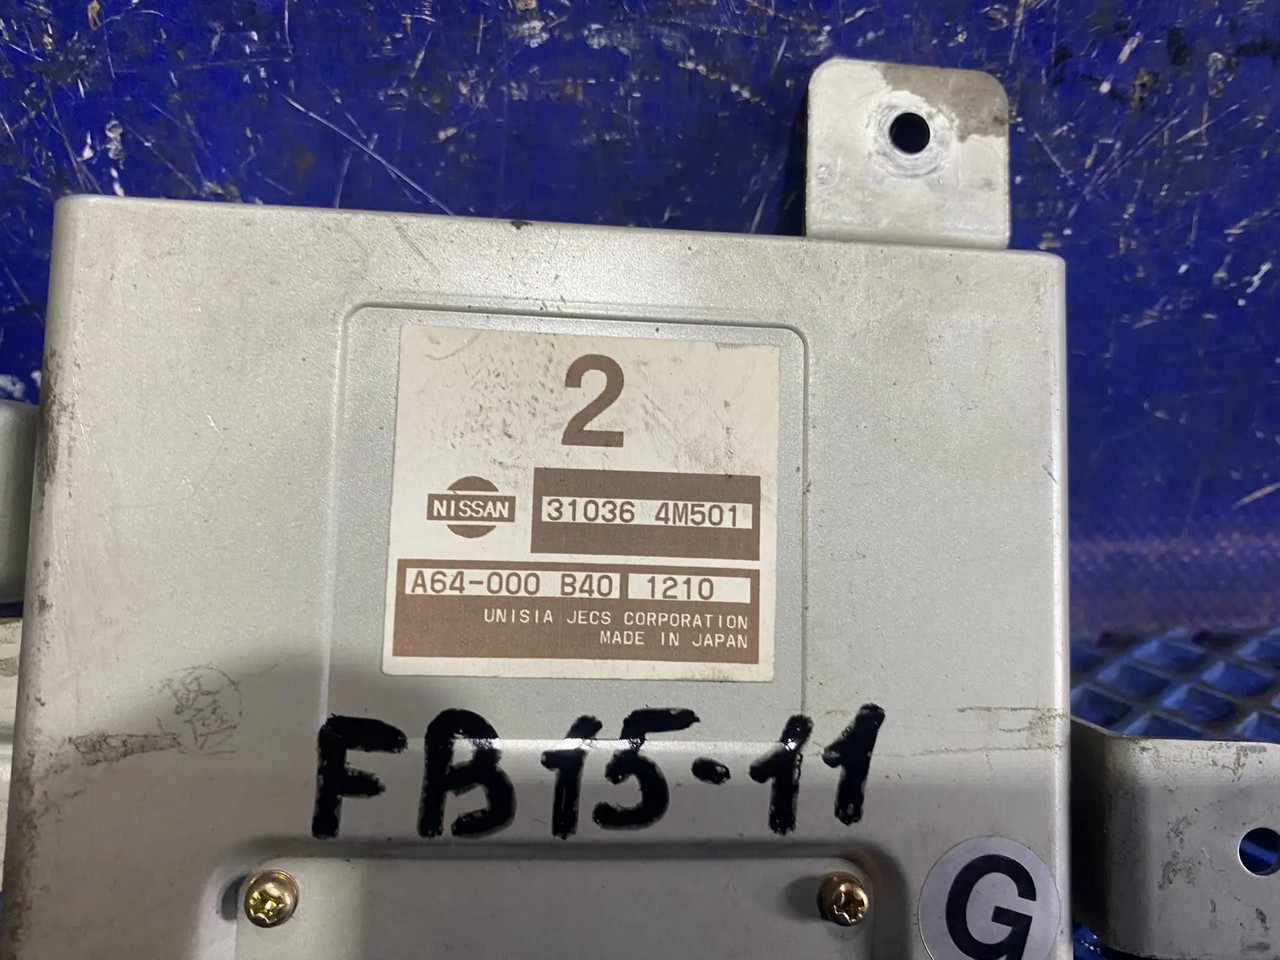 2
NISSAN
31036 4M501
A64-000 B40 1210
UNISIA JECS CORPORATION
MADE IN JAPAN
FB15-11
G